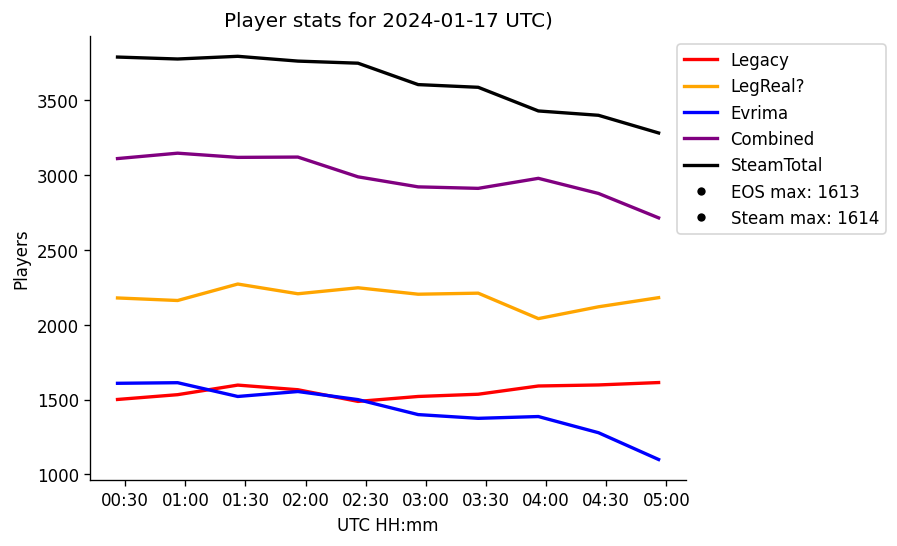 Player stats for 2024-01-17 UTC)
Legacy
LegReal?
Evrima
Combined
SteamTotal
EOS max: 1613
Steam max: 1614
Players
3500
3000
2500
2000
1500
1000
00:30 01:00 01:30 02:00 02:30 03:00 03:30 04:00 04:30 05:00
UTC HH:mm